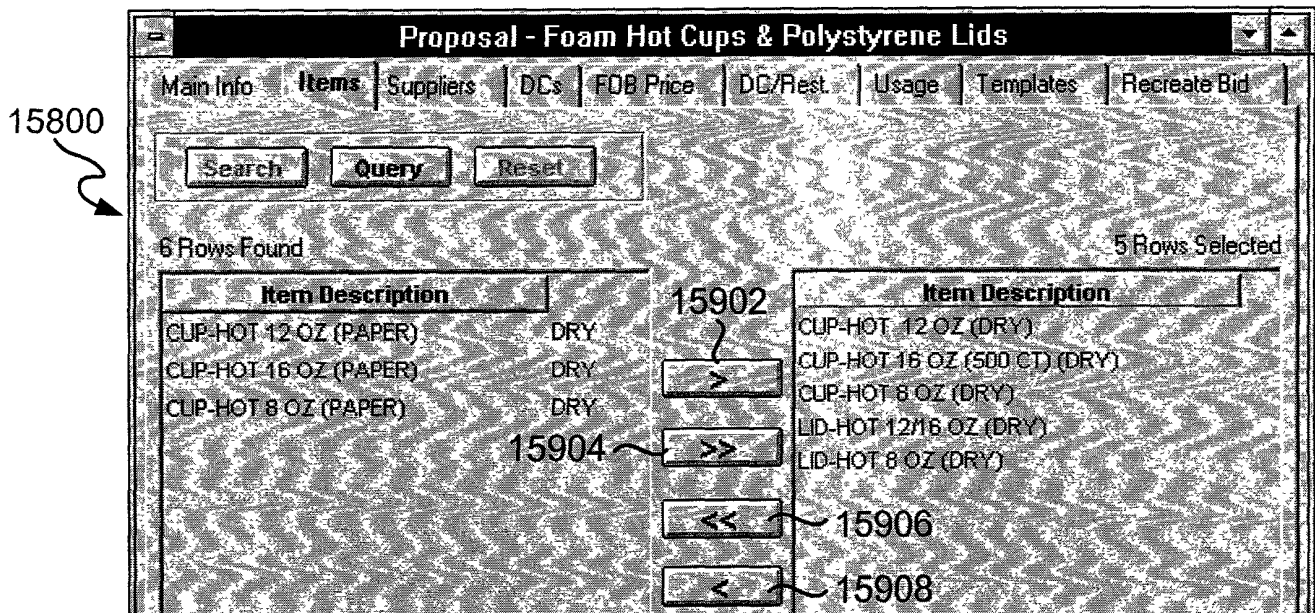 Proposal - Foam Hot Cups & Polystyrene Lids
Main Info Items Suppliers DCs FOB Price DC/Rest. Usage Templates Recreate Bid
15800
Search Query Reset
6 Rows Found 5 Rows Selected
Item Description 15902 Item Description
CUP-HOT 12 OZ (PAPER) DRY CUP-HOT 12 OZ (DRY)
CUP-HOT 16 OZ (PAPER) DRY > CUP-HOT 16 OZ (500 CT) (DRY)
CUP-HOT 8 OZ (PAPER) DRY CUP-HOT 8 OZ (DRY)
15904 >> LID-HOT 12/16 OZ (DRY)
LID-HOT 8 OZ (DRY)
<< 15906
< 15908